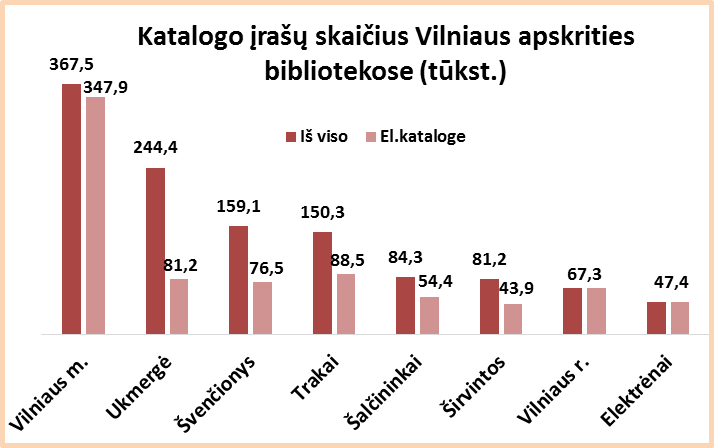 Katalogo įrašų skaičius Vilniaus apskrities
bibliotekose (tūkst.)
Iš viso El.kataloge
367,5 347,9
244,4 81,2
159,1 76,5
150,3 88,5
84,3 54,4
81,2 43,9
67,3
47,4
Vilniaus m.
Ukmergė
Švenčionys
Trakai
Šalčininkai
Širvintos
Vilniaus r.
Elektrėnai